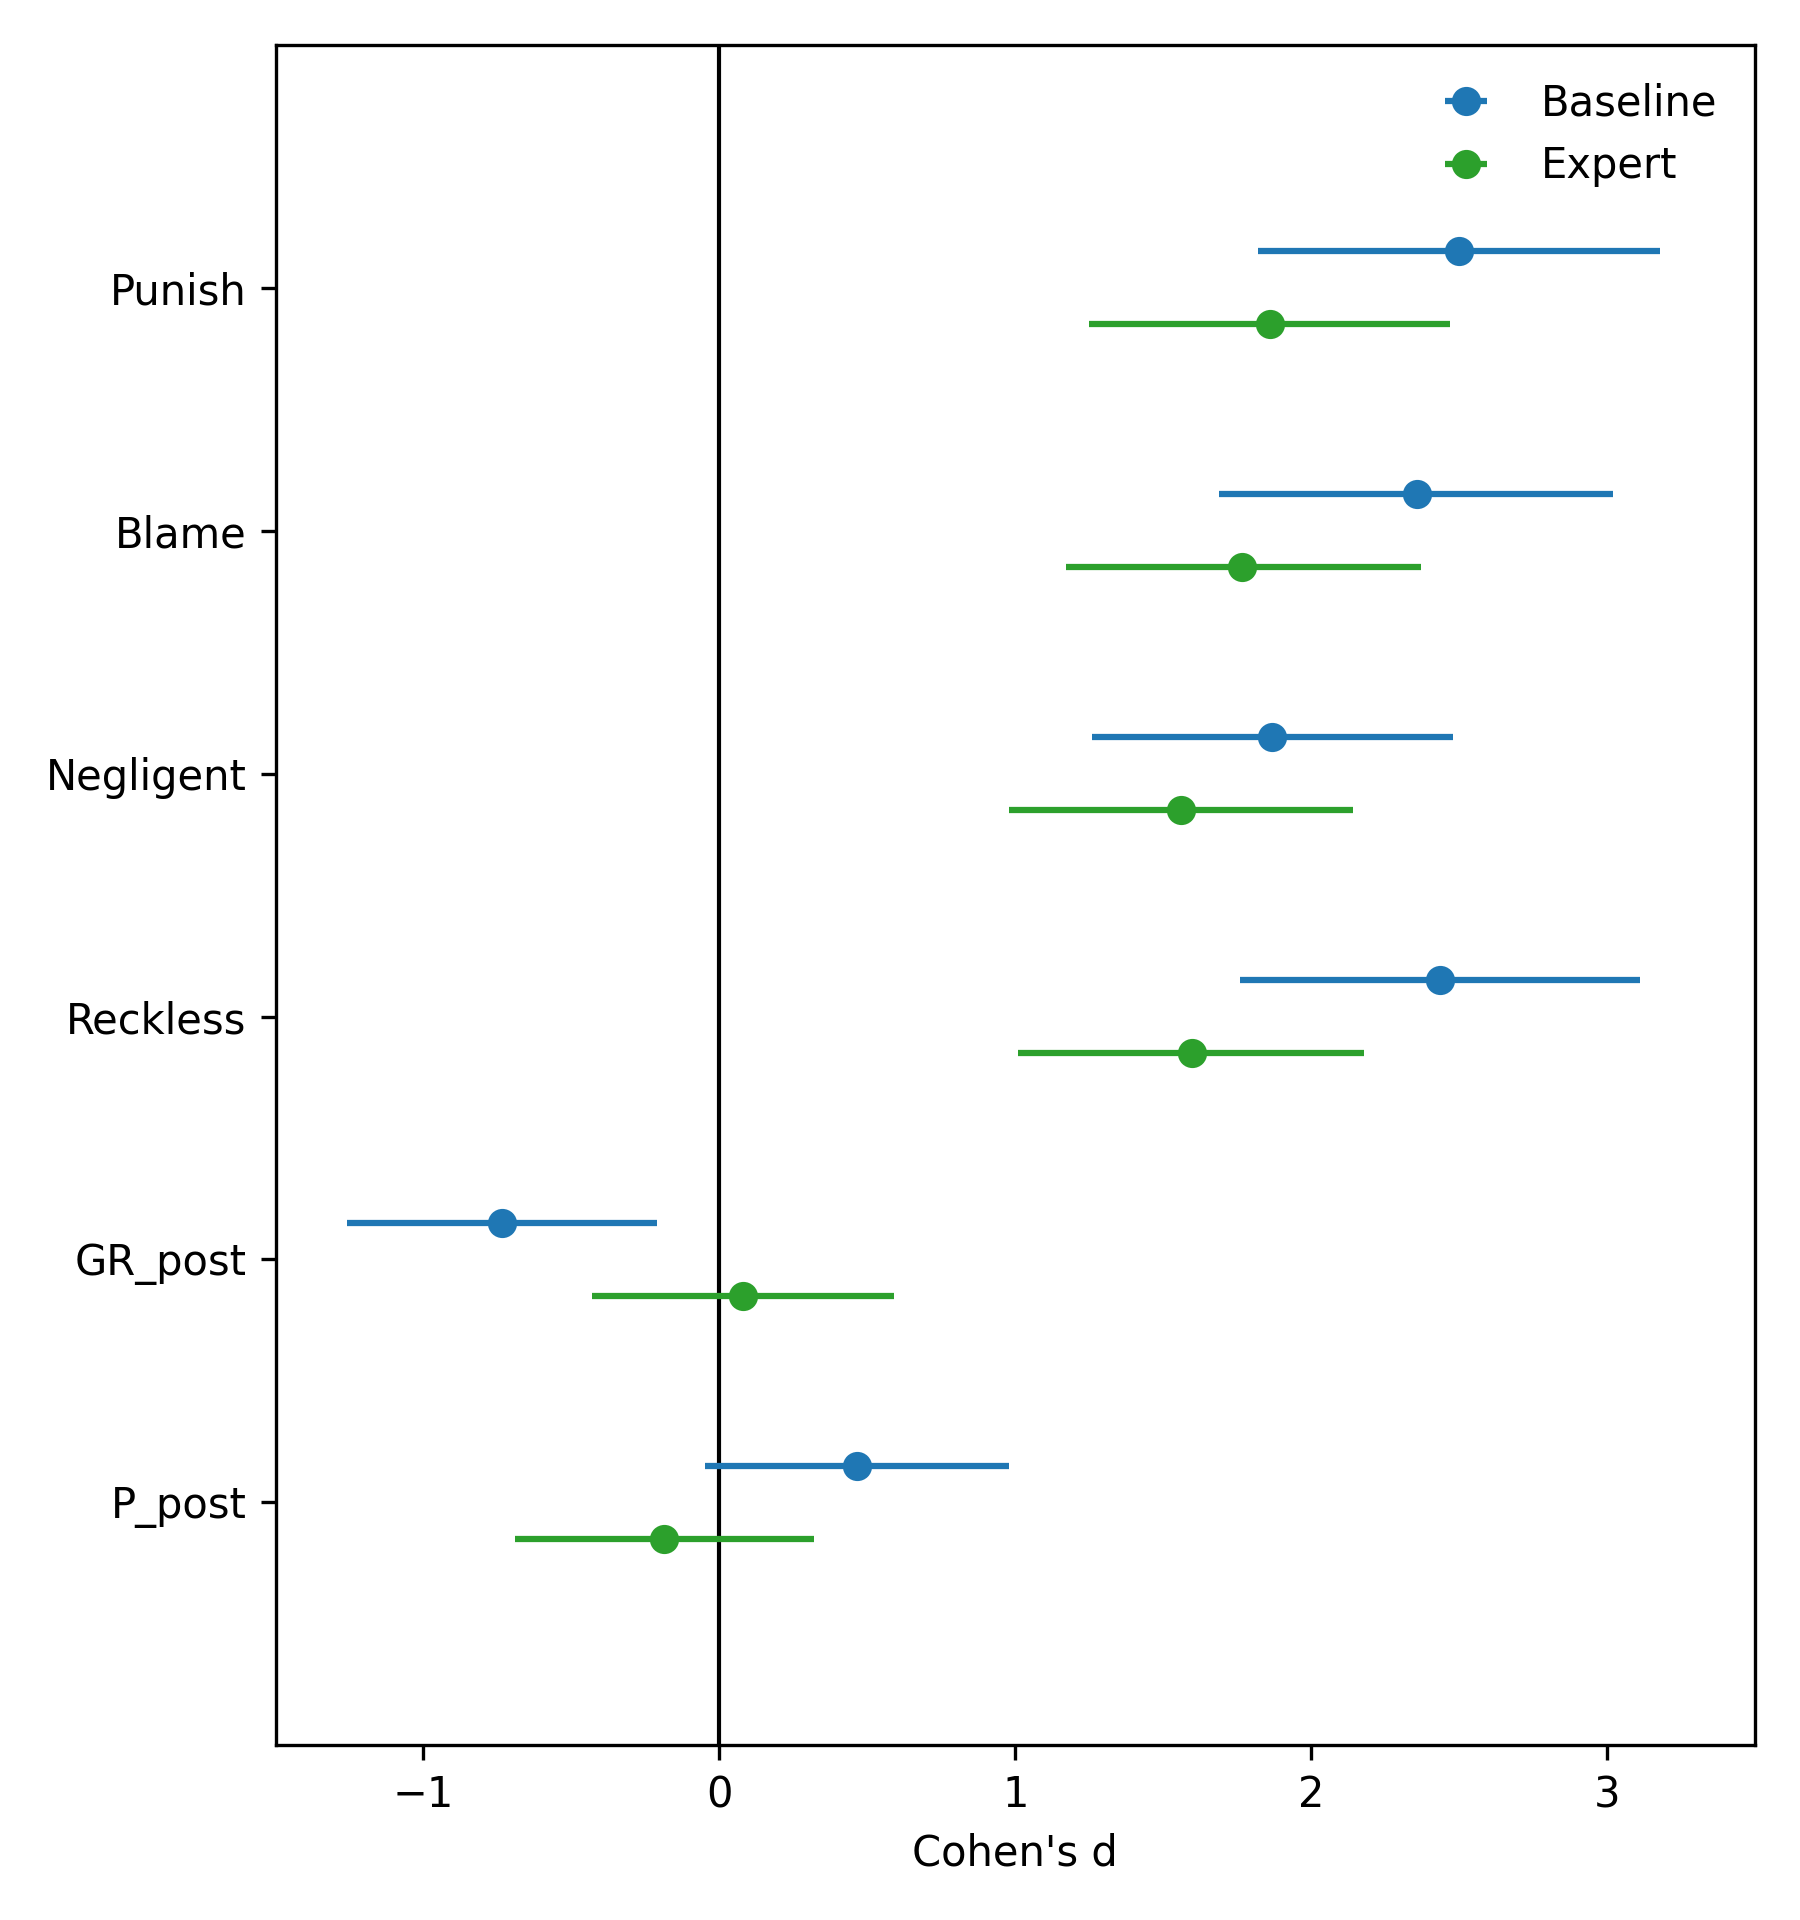 Baseline
Expert
Punish
Blame
Negligent
Reckless
GR_post
P_post
−1 0 1 2 3
Cohen's d